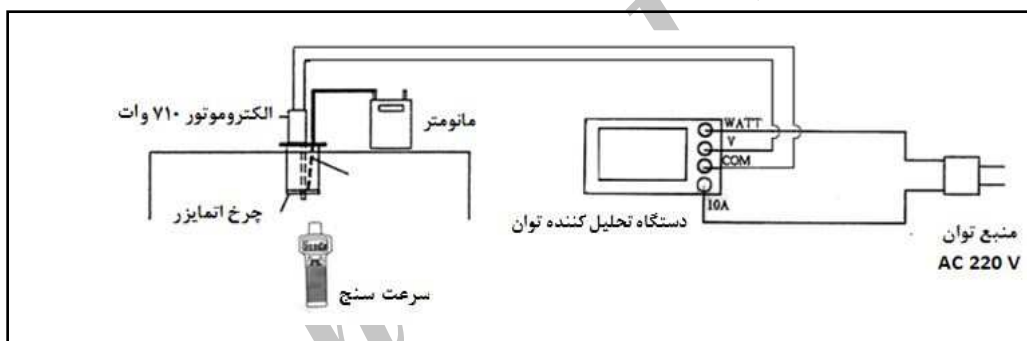 الکتروموتور ۷۱۰ وات
مانومتر
چرخ اتمایزر
سرعت سنج
WATT
V
COM
10A
دستگاه تحلیل کننده توان
منبع توان
AC 220 V